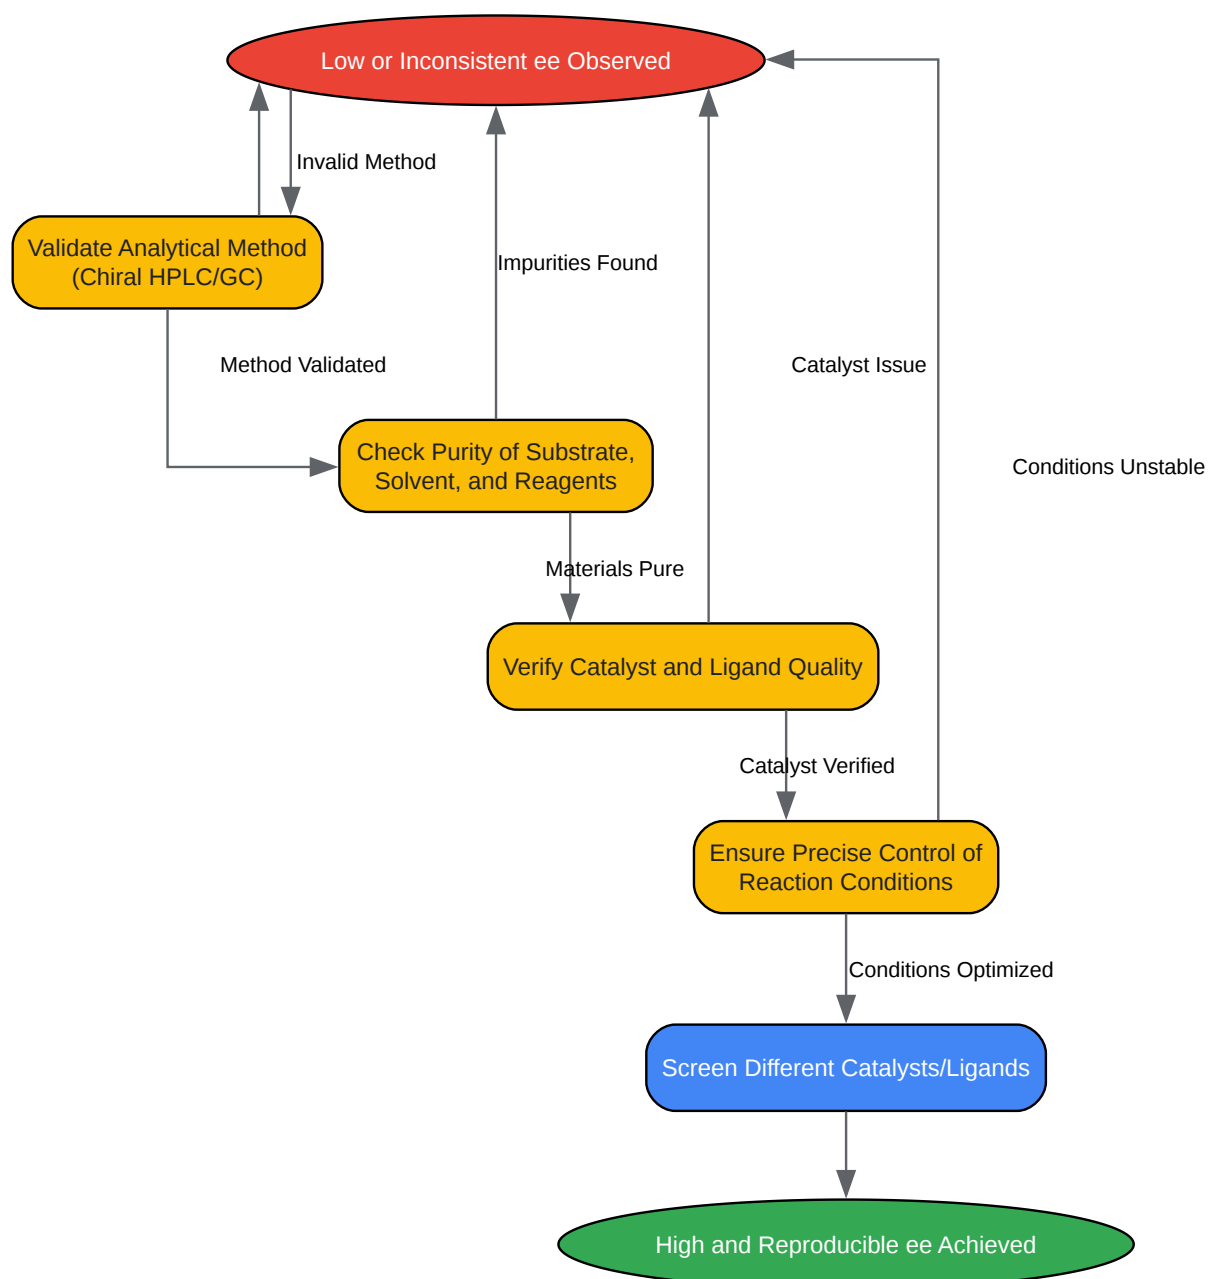 Low or Inconsistent ee Observed
Invalid Method
Validate Analytical Method
(Chiral HPLC/GC)
Impurities Found
Method Validated
Catalyst Issue
Check Purity of Substrate,
Solvent, and Reagents
Conditions Unstable
Materials Pure
Verify Catalyst and Ligand Quality
Catalyst Verified
Ensure Precise Control of
Reaction Conditions
Conditions Optimized
Screen Different Catalysts/Ligands
High and Reproducible ee Achieved